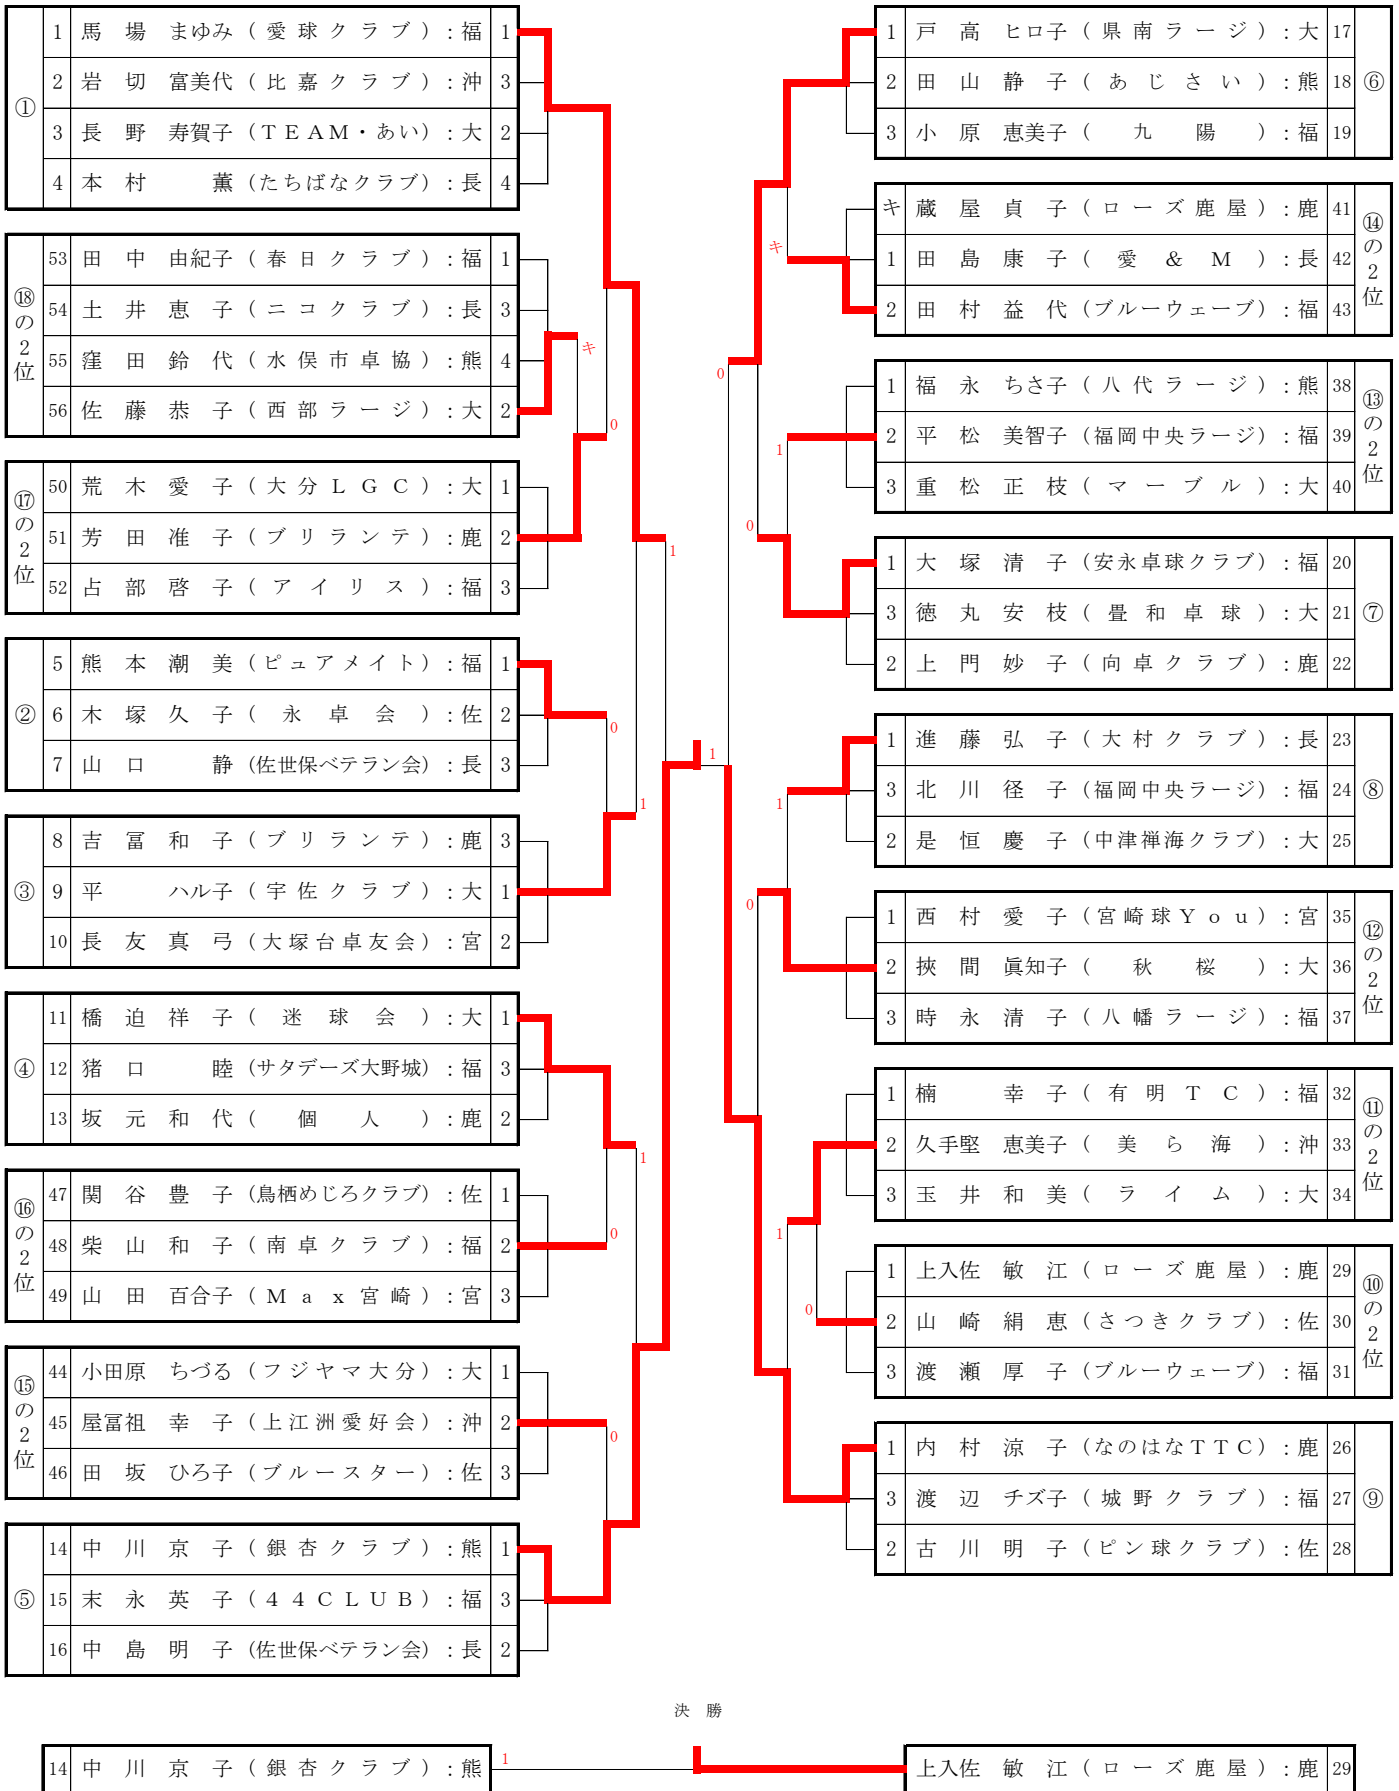 ①
1 馬場 まゆみ (愛球クラブ) : 福 1
2 岩切 富美代 (比嘉クラブ) : 沖 3
3 長野 寿賀子 (TEAM・あい) : 大 2
4 本村 薫 (たちばなクラブ) : 長 4
⑱の2位
53 田中 由紀子 (春日クラブ) : 福 1
54 土井 恵子 (ニコクラブ) : 長 3
55 窪田 鈴代 (水俣市卓協) : 熊 4
56 佐藤 恭子 (西部ラージ) : 大 2
キ
0
⑰の2位
50 荒木 愛子 (大分LGC) : 大 1
51 芳田 准子 (ブリランテ) : 鹿 2
52 占部 啓子 (アイリス) : 福 3
1
②
5 熊本 潮美 (ピュアメイト) : 福 1
6 木塚 久子 (永卓会) : 佐 2
7 山口 静 (佐世保ベテラン会) : 長 3
0
1
③
8 吉冨 和子 (ブリランテ) : 鹿 3
9 平 ハル子 (宇佐クラブ) : 大 1
10 長友 真弓 (大塚台卓友会) : 宮 2
④
11 橋迫 祥子 (迷球会) : 大 1
12 猪口 睦 (サタデーズ大野城) : 福 3
13 坂元 和代 (個人) : 鹿 2
1
⑯の2位
47 関谷 豊子 (鳥栖めじろクラブ) : 佐 1
48 柴山 和子 (南卓クラブ) : 福 2
49 山田 百合子 (Max宮崎) : 宮 3
0
⑮の2位
44 小田原 ちづる (フジヤマ大分) : 大 1
45 屋冨祖 幸子 (上江洲愛好会) : 沖 2
46 田坂 ひろ子 (ブルースター) : 佐 3
0
⑤
14 中川 京子 (銀杏クラブ) : 熊 1
15 末永 英子 (44CLUB) : 福 3
16 中島 明子 (佐世保ベテラン会) : 長 2
1
1 戸高 ヒロ子 (県南ラージ) : 大 17
2 田山 静子 (あじさい) : 熊 18
3 小原 恵美子 (九陽) : 福 19
⑥
キ 蔵屋 貞子 (ローズ鹿屋) : 鹿 41
1 田島 康子 (愛&M) : 長 42
2 田村 益代 (ブルーウェーブ) : 福 43
⑭の2位
キ
0
1 福永 ちさ子 (八代ラージ) : 熊 38
2 平松 美智子 (福岡中央ラージ) : 福 39
3 重松 正枝 (マーブル) : 大 40
⑬の2位
1
0
1 大塚 清子 (安永卓球クラブ) : 福 20
3 徳丸 安枝 (畳和卓球) : 大 21
2 上門 妙子 (向卓クラブ) : 鹿 22
⑦
1 進藤 弘子 (大村クラブ) : 長 23
3 北川 径子 (福岡中央ラージ) : 福 24
2 是恒 慶子 (中津禅海クラブ) : 大 25
⑧
1
0
1 西村 愛子 (宮崎球You) : 宮 35
2 挾間 眞知子 (秋桜) : 大 36
3 時永 清子 (八幡ラージ) : 福 37
⑫の2位
1 楠 幸子 (有明TC) : 福 32
2 久手堅 恵美子 (美ら海) : 沖 33
3 玉井 和美 (ライム) : 大 34
⑪の2位
1
0
1 上入佐 敏江 (ローズ鹿屋) : 鹿 29
2 山崎 絹恵 (さつきクラブ) : 佐 30
3 渡瀬 厚子 (ブルーウェーブ) : 福 31
⑩の2位
1 内村 涼子 (なのはなTTC) : 鹿 26
3 渡辺 チズ子 (城野クラブ) : 福 27
2 古川 明子 (ピン球クラブ) : 佐 28
⑨
決勝
14 中川 京子 (銀杏クラブ) : 熊 1
上入佐 敏江 (ローズ鹿屋) : 鹿 29